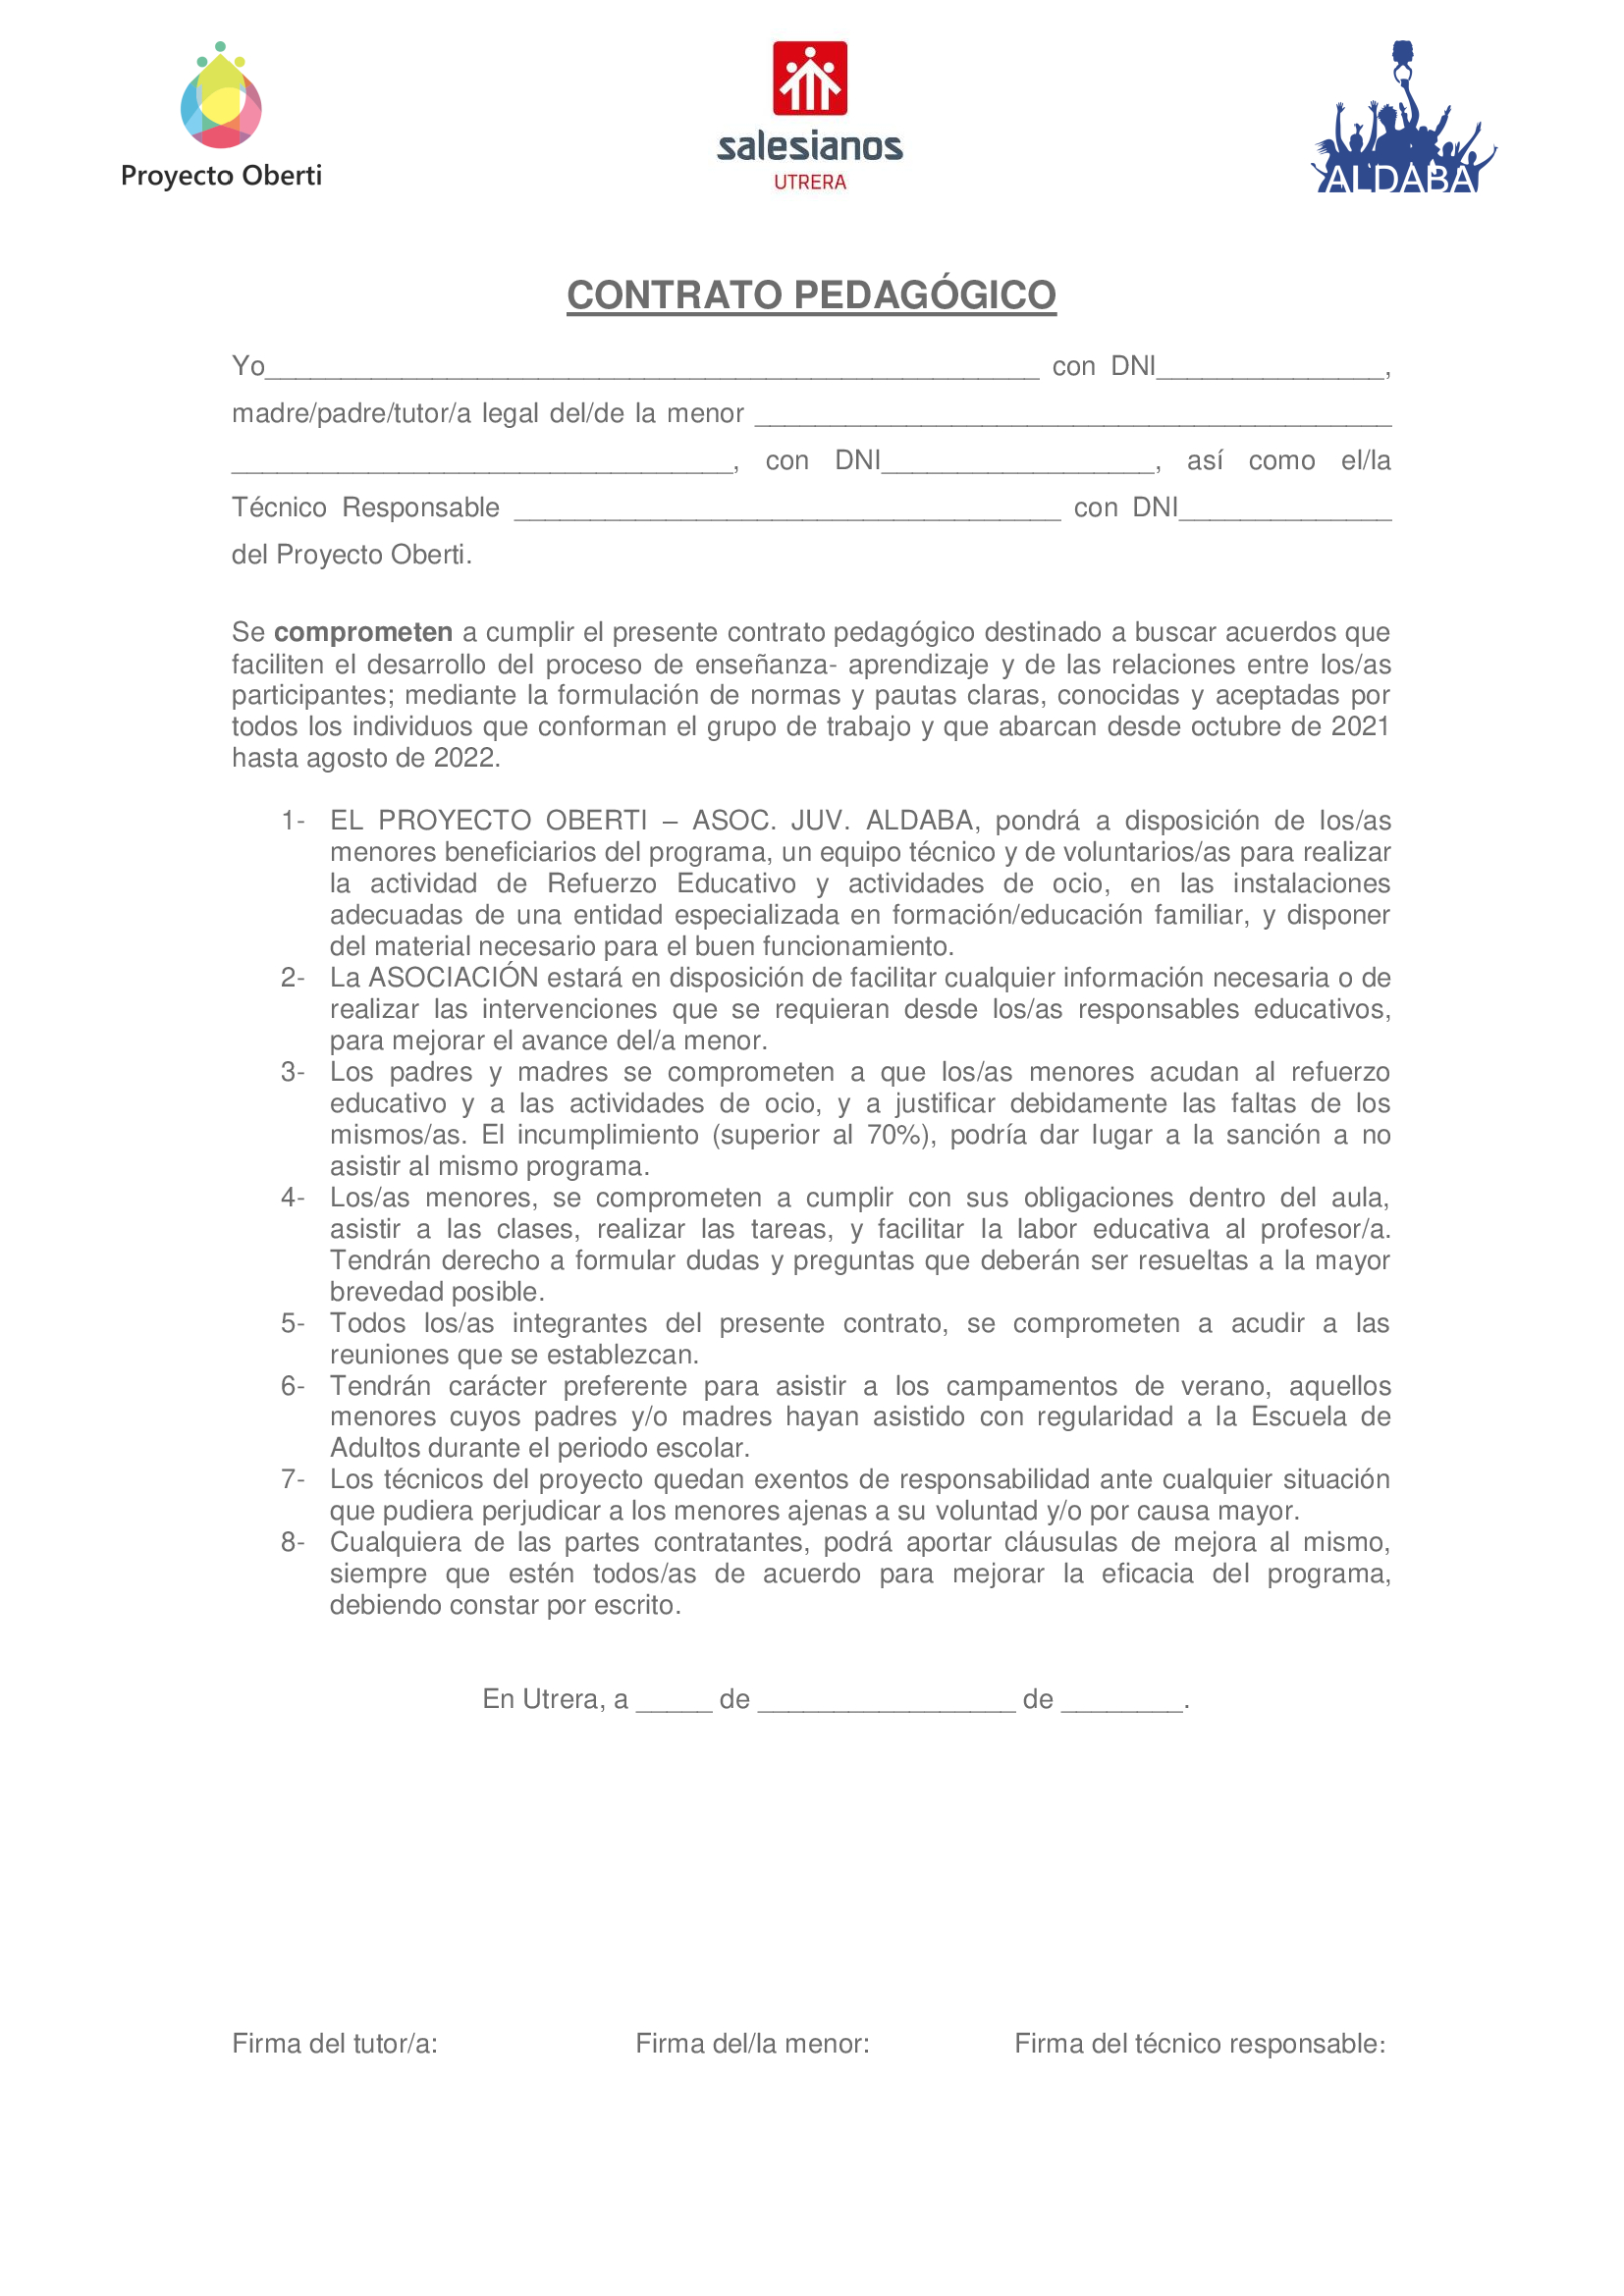 Proyecto Oberti
salesianos
UTRERA
ALDABA
CONTRATO PEDAGÓGICO
Yo___________________________________________________ con DNI_______________,
madre/padre/tutor/a legal del/de la menor __________________________________________
_________________________________, con DNI__________________, así como el/la
Técnico Responsable ____________________________________ con DNI______________
del Proyecto Oberti.
Se comprometen a cumplir el presente contrato pedagógico destinado a buscar acuerdos que
faciliten el desarrollo del proceso de enseñanza- aprendizaje y de las relaciones entre los/as
participantes; mediante la formulación de normas y pautas claras, conocidas y aceptadas por
todos los individuos que conforman el grupo de trabajo y que abarcan desde octubre de 2021
hasta agosto de 2022.
1- EL PROYECTO OBERTI – ASOC. JUV. ALDABA, pondrá a disposición de los/as
menores beneficiarios del programa, un equipo técnico y de voluntarios/as para realizar
la actividad de Refuerzo Educativo y actividades de ocio, en las instalaciones
adecuadas de una entidad especializada en formación/educación familiar, y disponer
del material necesario para el buen funcionamiento.
2- La ASOCIACIÓN estará en disposición de facilitar cualquier información necesaria o de
realizar las intervenciones que se requieran desde los/as responsables educativos,
para mejorar el avance del/a menor.
3- Los padres y madres se comprometen a que los/as menores acudan al refuerzo
educativo y a las actividades de ocio, y a justificar debidamente las faltas de los
mismos/as. El incumplimiento (superior al 70%), podría dar lugar a la sanción a no
asistir al mismo programa.
4- Los/as menores, se comprometen a cumplir con sus obligaciones dentro del aula,
asistir a las clases, realizar las tareas, y facilitar la labor educativa al profesor/a.
Tendrán derecho a formular dudas y preguntas que deberán ser resueltas a la mayor
brevedad posible.
5- Todos los/as integrantes del presente contrato, se comprometen a acudir a las
reuniones que se establezcan.
6- Tendrán carácter preferente para asistir a los campamentos de verano, aquellos
menores cuyos padres y/o madres hayan asistido con regularidad a la Escuela de
Adultos durante el periodo escolar.
7- Los técnicos del proyecto quedan exentos de responsabilidad ante cualquier situación
que pudiera perjudicar a los menores ajenas a su voluntad y/o por causa mayor.
8- Cualquiera de las partes contratantes, podrá aportar cláusulas de mejora al mismo,
siempre que estén todos/as de acuerdo para mejorar la eficacia del programa,
debiendo constar por escrito.
En Utrera, a _____ de _________________ de ________.
Firma del tutor/a: Firma del/la menor: Firma del técnico responsable: